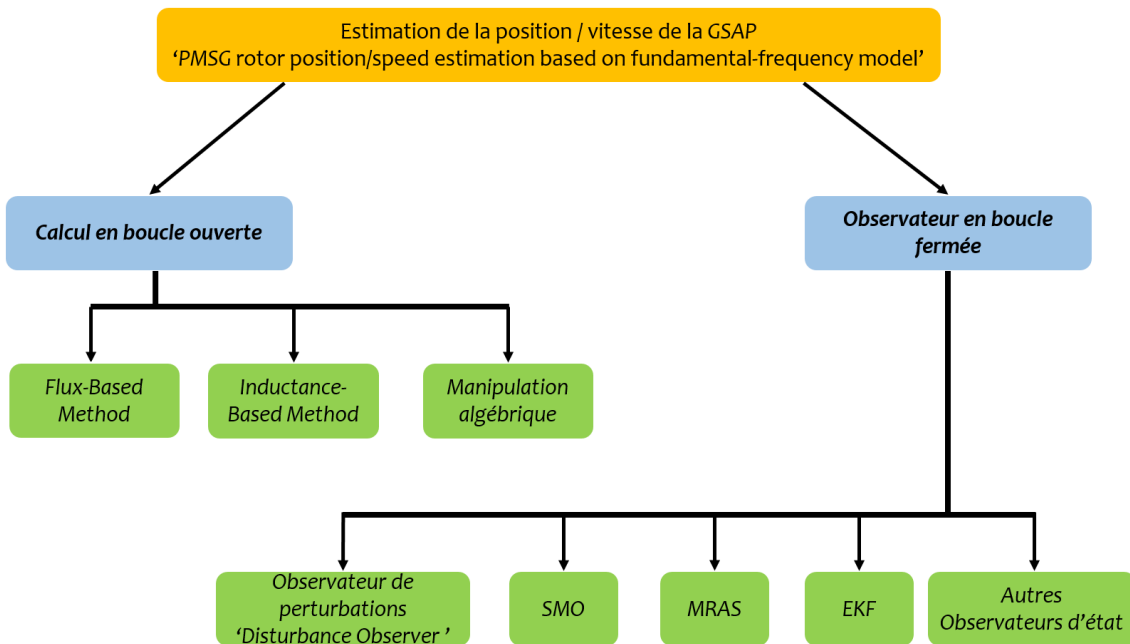 Estimation de la position / vitesse de la GSAP
‘PMSG rotor position/speed estimation based on fundamental-frequency model’
Calcul en boucle ouverte
Observateur en boucle
fermée
Flux-Based
Method
Inductance-
Based Method
Manipulation
algébrique
Observateur de
perturbations
‘Disturbance Observer ’
SMO
MRAS
EKF
Autres
Observateurs d’état